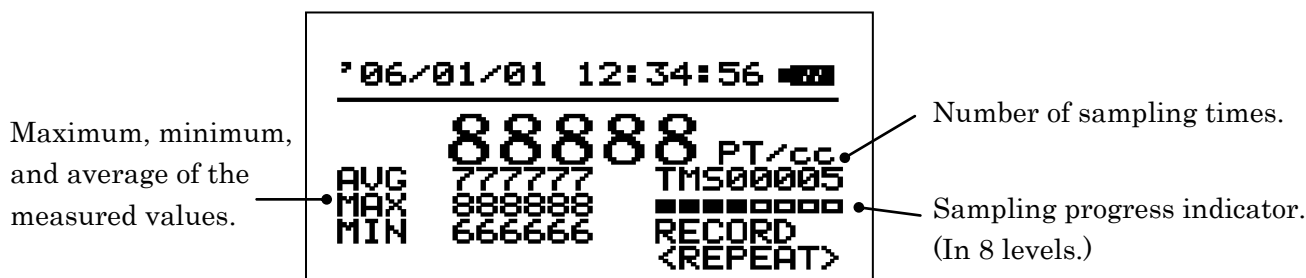 '06/01/01 12:34:56
88888 PT/cc
AVG 777777 TMS00005
MAX 888888
MIN 666666 RECORD
<REPEAT>
Maximum, minimum,
and average of the
measured values.
Number of sampling times.
Sampling progress indicator.
(In 8 levels.)